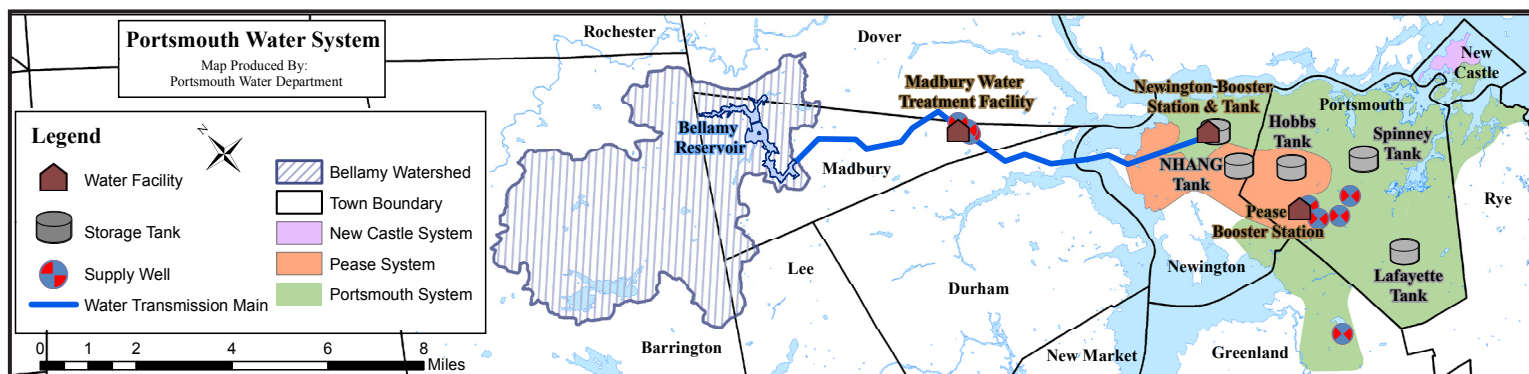 Portsmouth Water System
Map Produced By:
Portsmouth Water Department
Legend
Water Facility
Storage Tank
Supply Well
Water Transmission Main
Bellamy Watershed
Town Boundary
New Castle System
Pease System
Portsmouth System
N
0 1 2 4 6 8
Miles
Rochester
Dover
Bellamy
Reservoir
Madbury Water
Treatment Facility
Madbury
Barrington
Lee
Durham
New Market
Newington Booster
Station & Tank
NHANG
Tank
Hobbs
Tank
Portsmouth
Spinney
Tank
New
Castle
Rye
Pease
Booster Station
Newington
Lafayette
Tank
Greenland